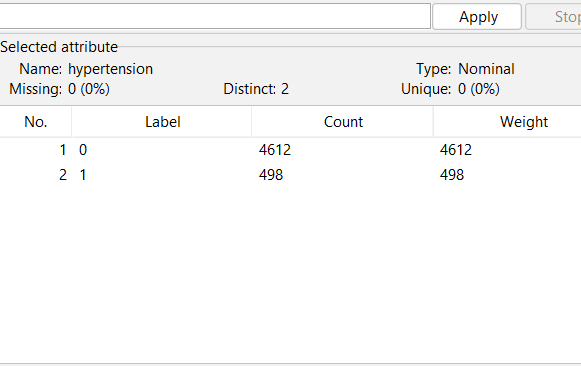 Apply Stop
Selected attribute
Name: hypertension Type: Nominal
Missing: 0 (0%) Distinct: 2 Unique: 0 (0%)
No. Label Count Weight
1 0 4612 4612
2 1 498 498